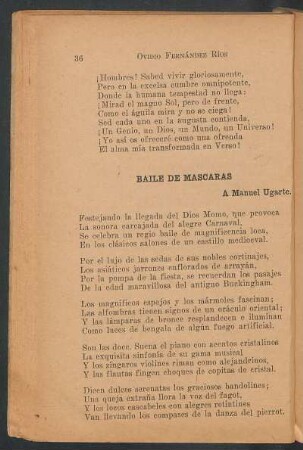 36 OVIDIO FERNÁNDEZ RÍOS
¡Hombres! Sabed vivir gloriosamente,
Pero en la excelsa cumbre omnipotente,
Donde la humana tempestad no llega:
¡Mirad el magno Sol, pero de frente,
Como el águila mira y no se ciega!
Sed cada uno en la augusta contienda,
¡Un Genio, un Dios, un Mundo, un Universo!
¡Yo así os ofreceré como una ofrenda
El alma mía transformada en Verso!
BAILE DE MASCARAS
A Manuel Ugarte.
Festejando la llegada del Dios Momo, que provoca
La sonora carcajada del alegre Carnaval,
Se celebra un regio baile de magnificencia loca,
En los clásicos salones de un castillo medioeval.
Por el lujo de las sedas de sus nobles cortinajes,
Los asiáticos jarrones enflorados de arrayán,
Por la pompa de la fiesta, se recuerdan los pasajes
De la edad maravillosa del antiguo Buckingham.
Los magníficos espejos y los mármoles fascinan;
Las alfombras tienen signos de un oráculo oriental;
Y las lámparas de bronce resplandecen e iluminan
Como luces de bengala de algún fuego artificial.
Son las doce. Suena el piano con acentos cristalinos
La exquisita sinfonía de su gama musical
Y los zíngaros violines riman como alejandrinos,
Y las flautas fingen choques de copitas de cristal.
Dicen dulces serenatas los graciosos bandolines;
Una queja extraña llora la voz del fagot,
Y los locos cascabeles con alegres retintines
Van llevando los compases de la danza del pierrot.